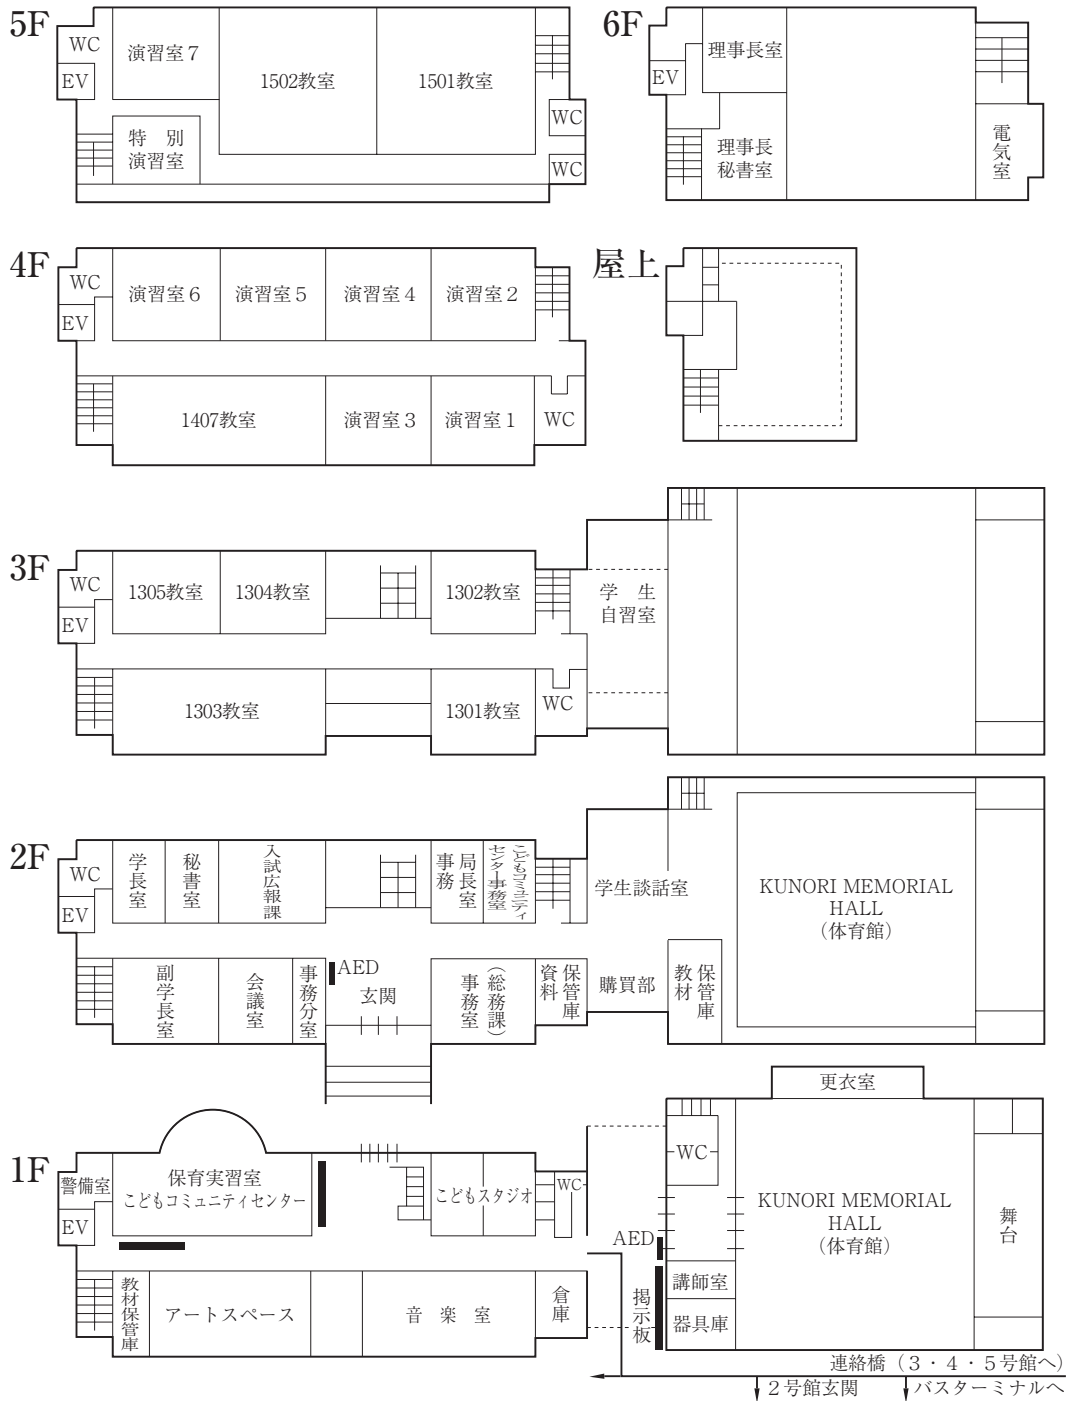 5F
WC
EV
演習室７
1502教室
1501教室
特　別
演習室
WC
WC
6F
EV
理事長室
理事長
秘書室
電気室
4F
WC
EV
演習室６
演習室５
演習室４
演習室２
1407教室
演習室３
演習室１
WC
屋上
3F
WC
EV
1305教室
1304教室
1302教室
学　生
自習室
1303教室
1301教室
WC
2F
WC
EV
学長室
秘書室
入試広報課
事務
局長室
こどもコミュニティ
センター事務室
学生談話室
KUNORI MEMORIAL
HALL
（体育館）
副学長室
会議室
事務分室
AED
玄関
（総務課）
事務室
資料
保管庫
購買部
教材
保管庫
1F
警備室
EV
保育実習室
こどもコミュニティセンター
こどもスタジオ
WC
更衣室
WC
KUNORI MEMORIAL
HALL
（体育館）
舞台
AED
講師室
器具庫
掲示板
教材保管庫
アートスペース
音　楽　室
倉庫
連絡橋（３・４・５号館へ）
２号館玄関
バスターミナルへ